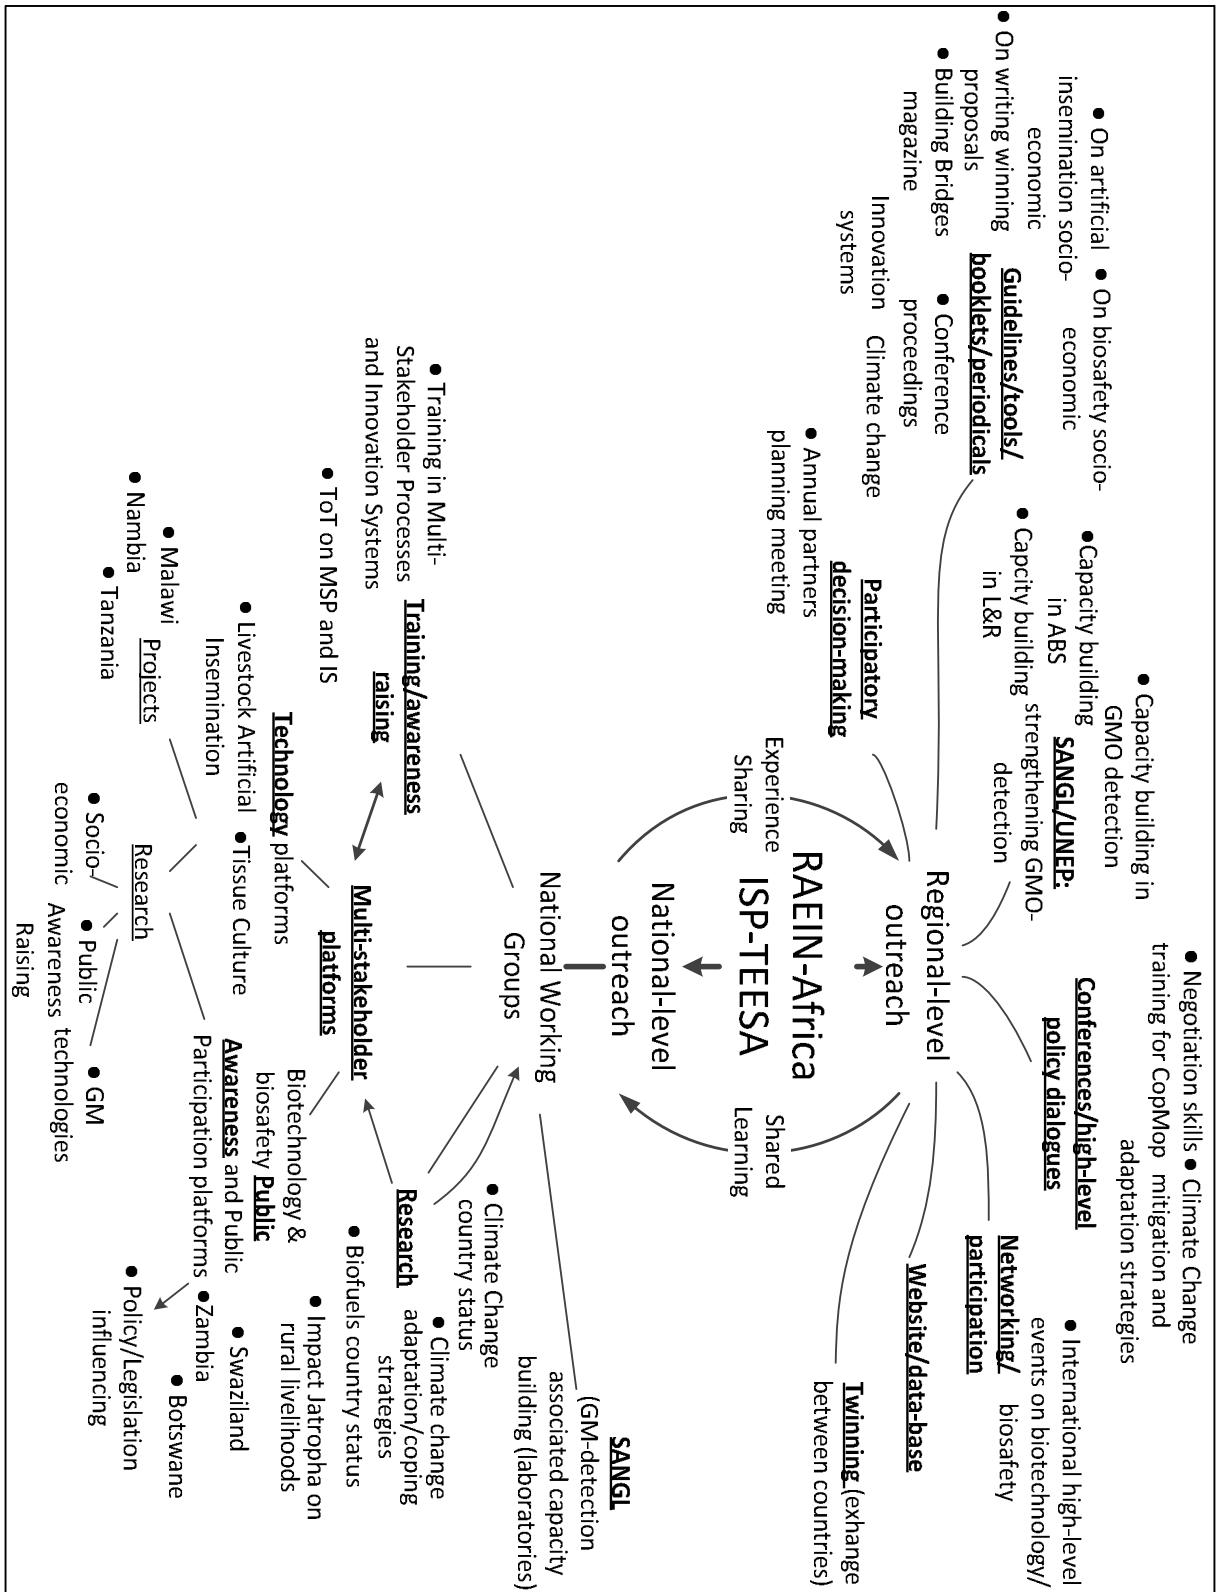 ● Capacity building in
GMO detection
● Negotiation skills
training for CopMop
● Climate Change
mitigation and
adaptation strategies
● On artificial
insemination socio-
economic
● On biosafety socio-
economic
● On writing winning
proposals
● Building Bridges
magazine
Guidelines/tools/
booklets/periodicals
● Conference
proceedings
Innovation
systems
Climate change
● Capacity building
in ABS
● Capcity building
in L&R
SANGL/UNEP:
strengthening GMO-
detection
Conferences/high-level
policy dialogues
● International high-level
events on biotechnology/
biosafety
Networking/
participation
Website/data-base
Twinning (exhange
between countries)
Participatory
decision-making
● Annual partners
planning meeting
Regional-level
outreach
Experience
Sharing
RAEIN-Africa
ISP-TEESA
Shared
Learning
National-level
outreach
National Working
Groups
SANGL
(GM-detection
associated capacity
building (laboratories)
● Training in Multi-
Stakeholder Processes
and Innovation Systems
● ToT on MSP and IS
Training/awareness
raising
Multi-stakeholder
platforms
Research
● Climate Change
country status
● Climate change
adaptation/coping
strategies
● Biofuels country status
● Impact Jatropha on
rural livelihoods
Technology platforms
● Livestock Artificial
Insemination
● Tissue Culture
Biotechnology &
biosafety Public
Awareness and Public
Participation platforms
Projects
● Malawi
● Nambia
● Tanzania
● Swaziland
● Zambia
● Botswane
● Policy/Legislation
influencing
Research
● Socio-
economic
● Public
Awareness
Raising
● GM
technologies